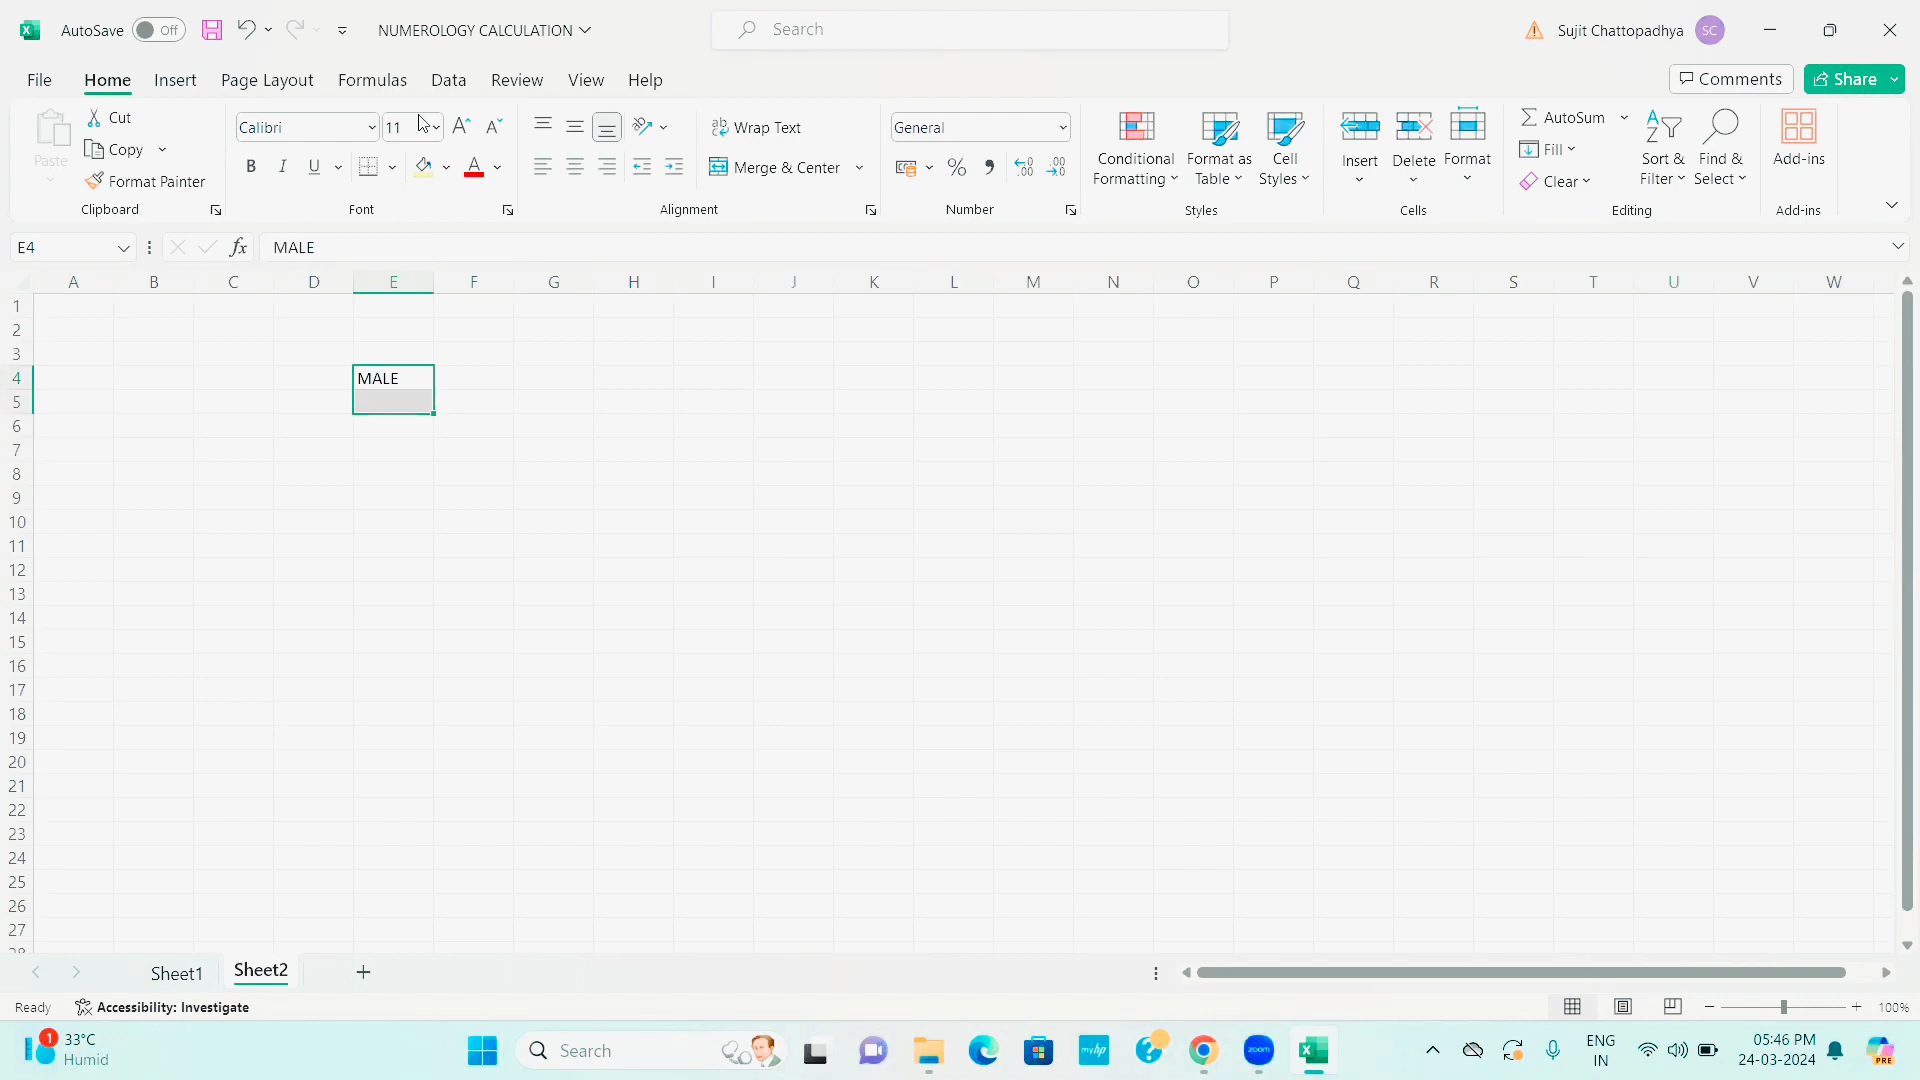 AutoSave Off NUMEROLOGY CALCULATION Search Sujit Chattopadhya SC
File Home Insert Page Layout Formulas Data Review View Help Comments Share
Paste Cut Copy Format Painter Clipboard
Calibri 11 B I U A Font
Wrap Text Merge & Center Alignment
General % Number
Conditional Formatting Format as Table Cell Styles Styles
Insert Delete Format Cells
AutoSum Fill Clear Sort & Filter Find & Select Editing
Add-ins Add-ins
E4 fx MALE
A B C D E F G H I J K L M N O P Q R S T U V W
1
2
3
4 MALE
5
6
7
8
9
10
11
12
13
14
15
16
17
18
19
20
21
22
23
24
25
26
27
28
Sheet1 Sheet2
Ready Accessibility: Investigate 100%
1 33°C Humid Search myhp zoom ENG IN 05:46 PM 24-03-2024 PRE